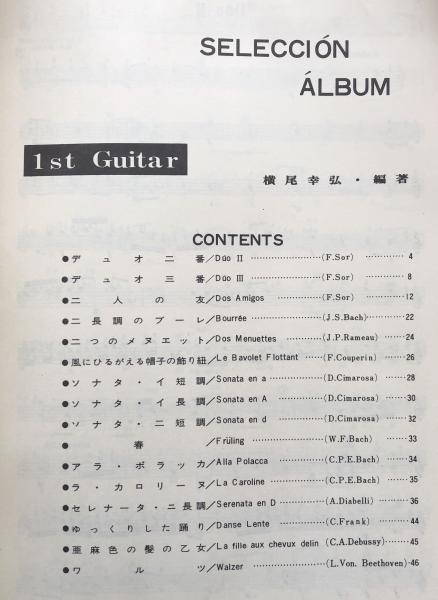 SELECCIÓN
ÁLBUM
1st Guitar
横尾幸弘・編著
CONTENTS
●デュオ二番／Dúo II ……………………(F.Sor) ………… 4
●デュオ三番／Dúo III ……………………(F.Sor) ………… 8
●二人の友／Dos Amigos ……………(F.Sor) …………12
●ニ長調のブーレ／Bourrée ……………………(J.S.Bach)…………22
●二つのメヌエット／Dos Menuettes ……………(J.P.Rameau) ……24
●風にひるがえる帽子の飾り紐／Le Bavolet Flottant ……(F.Couperin) ……26
●ソナタ・イ短調／Sonata en a ……………(D.Cimarosa) ……28
●ソナタ・イ長調／Sonata en A ……………(D.Cimarosa) ……30
●ソナタ・ニ短調／Sonata en d ……………(D.Cimarosa) ……32
●春／Früling ……………………(W.F.Bach) ……33
●アラ・ポラッカ／Alla Polacca ……………(C.P.E.Bach) ……34
●ラ・カロリーヌ／La Caroline ……………(C.P.E.Bach) ……35
●セレナータ・ニ長調／Serenata en D …………(A.Diabelli) ……36
●ゆっくりした踊り／Danse Lente ……………(C.Frank) ………44
●亜麻色の髪の乙女／La fille aux chevux delin (C.A.Debussy)………45
●ワルツ／Walzer ……………………(L.Von. Beethoven)·46